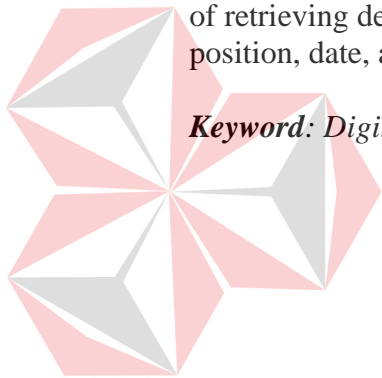 of retrieving de
position, date, a
Keyword: Digi